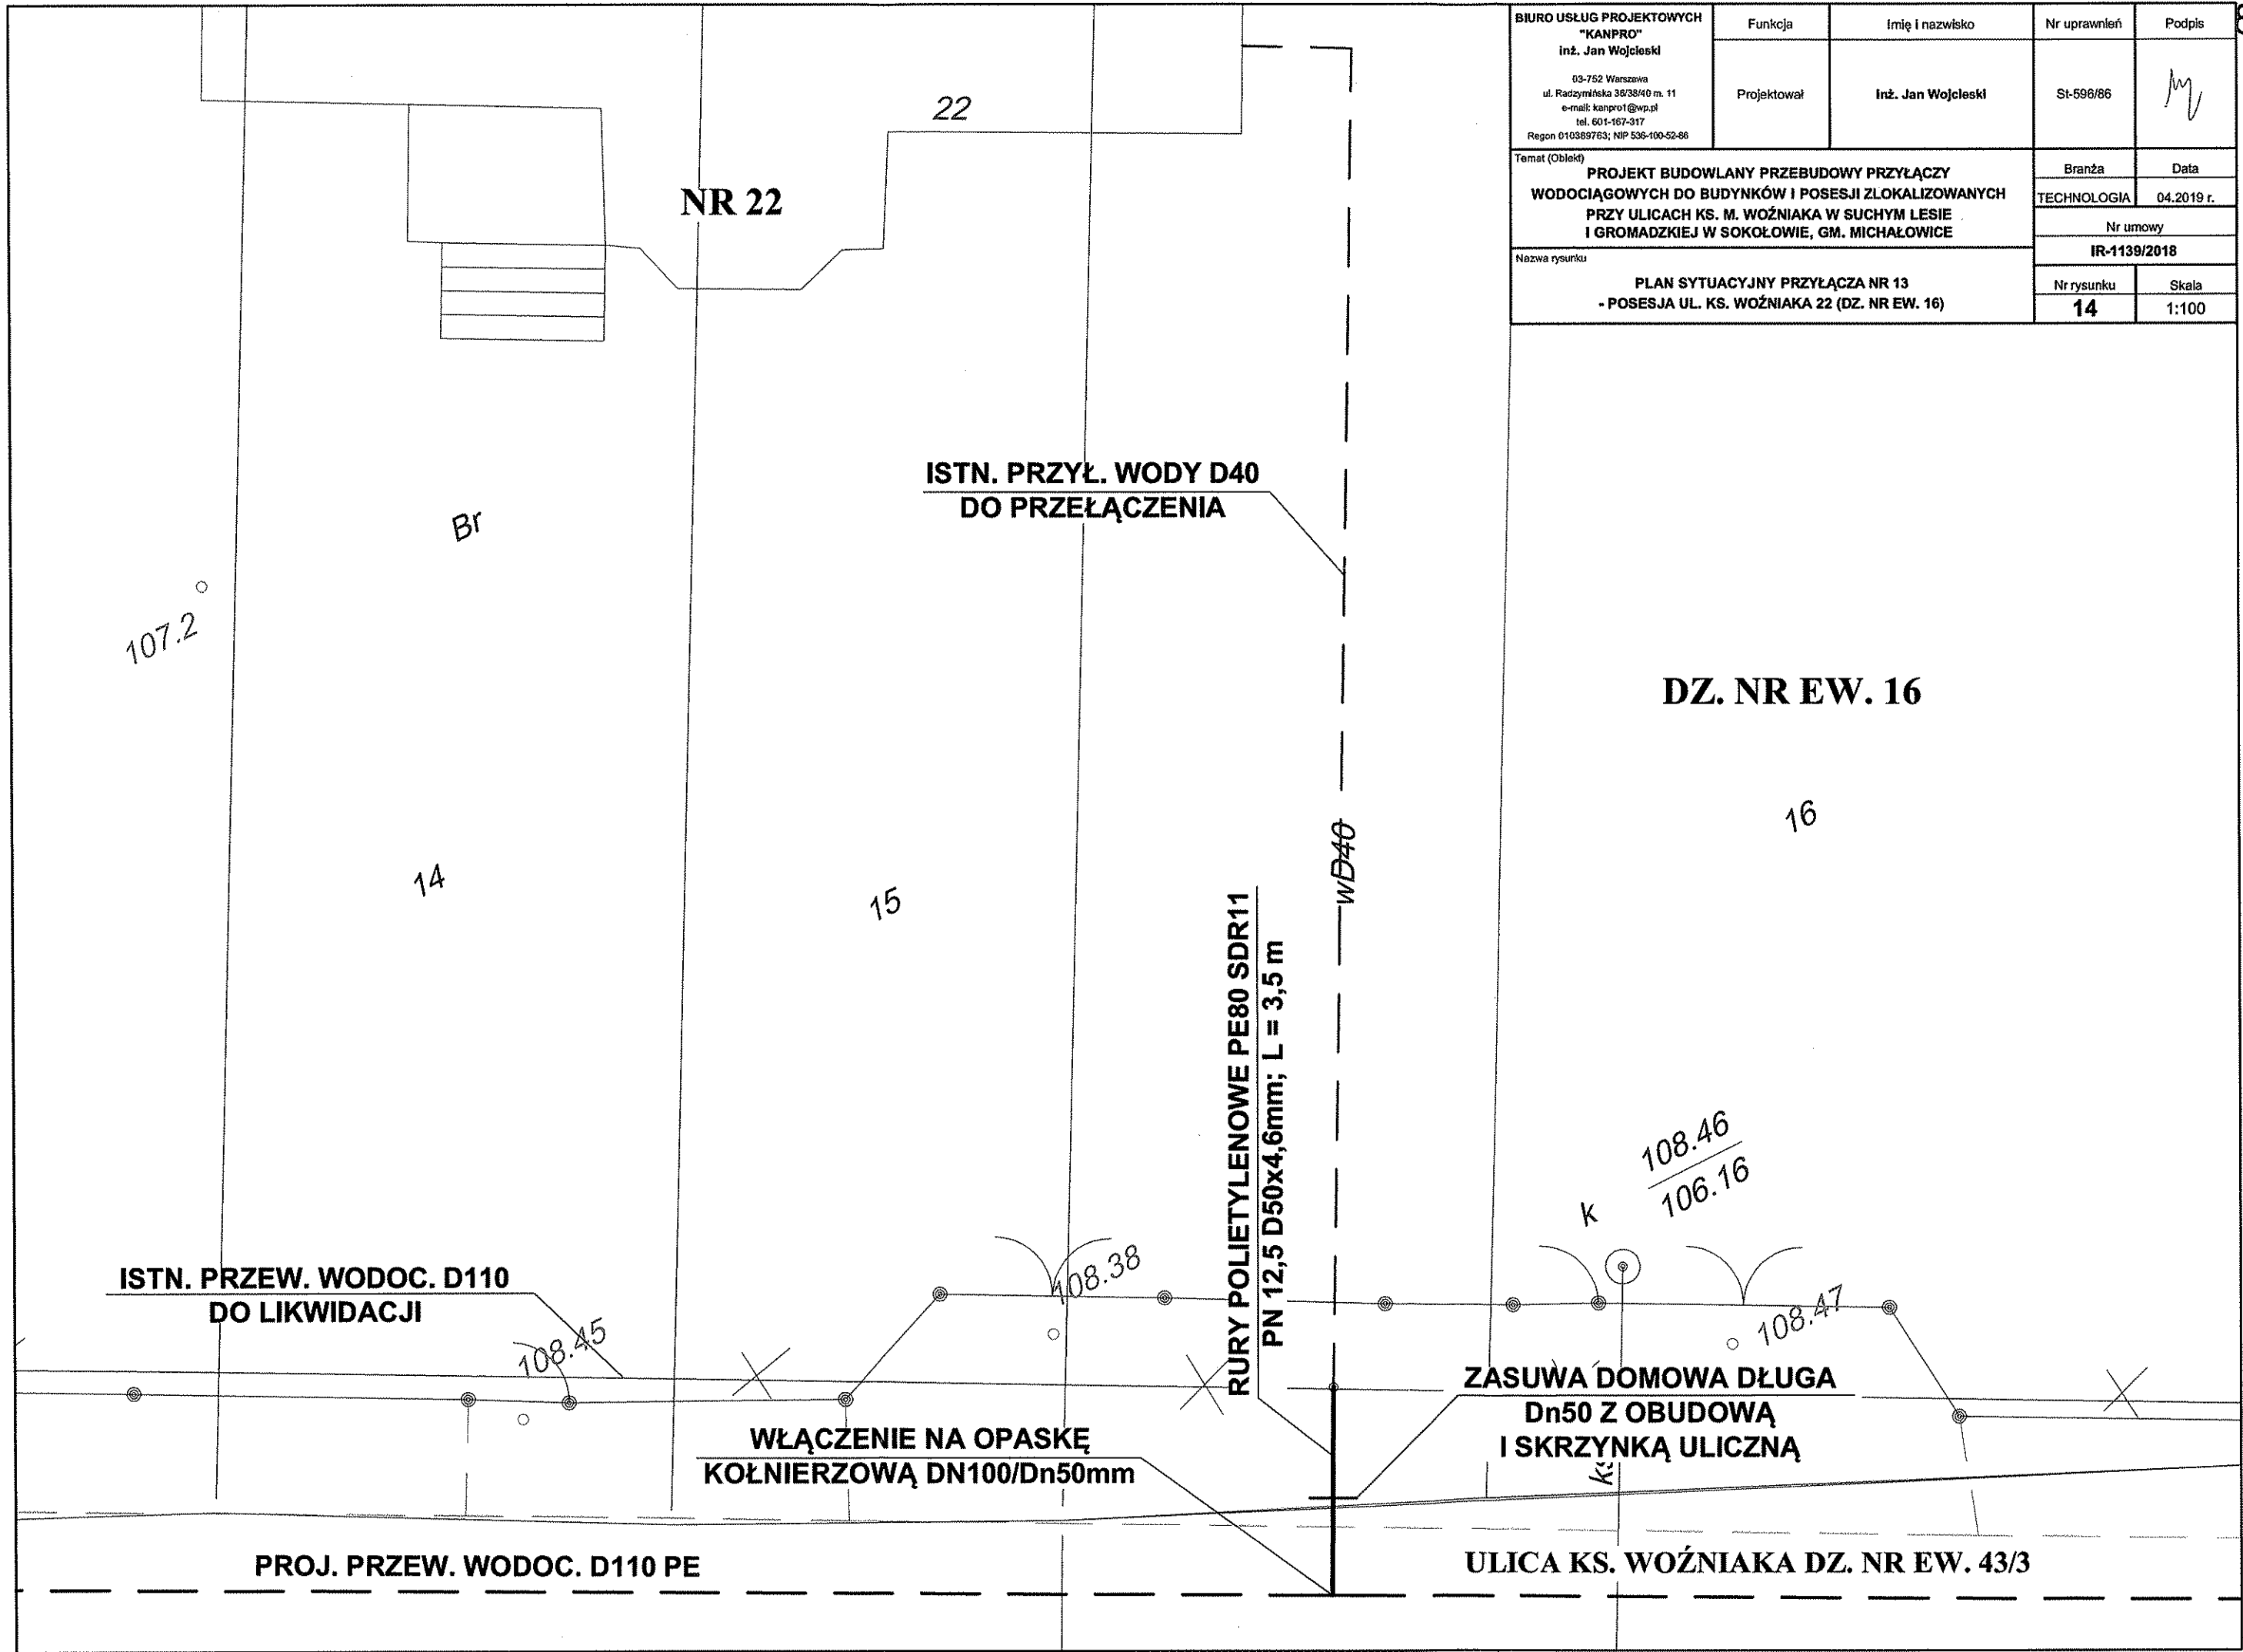 BIURO USŁUG PROJEKTOWYCH
"KANPRO"
inż. Jan Wojcieski
03-752 Warszawa
ul. Radzymińska 36/38/40 m. 11
e-mail: kanpro1@wp.pl
tel. 601-167-317
Regon 010389763; NIP 536-100-52-86
Funkcja
Imię i nazwisko
Nr uprawnień
Podpis
Projektował
inż. Jan Wojcieski
St-596/86
Temat (Obiekt)
PROJEKT BUDOWLANY PRZEBUDOWY PRZYŁĄCZY
WODOCIĄGOWYCH DO BUDYNKÓW I POSESJI ZLOKALIZOWANYCH
PRZY ULICACH KS. M. WOŹNIAKA W SUCHYM LESIE
I GROMADZKIEJ W SOKOŁOWIE, GM. MICHAŁOWICE
Branża
Data
TECHNOLOGIA
04.2019 r.
Nr umowy
IR-1139/2018
Nazwa rysunku
PLAN SYTUACYJNY PRZYŁĄCZA NR 13
- POSESJA UL. KS. WOŹNIAKA 22 (DZ. NR EW. 16)
Nr rysunku
Skala
14
1:100
22
NR 22
ISTN. PRZYŁ. WODY D40
DO PRZEŁĄCZENIA
Br
107.2
DZ. NR EW. 16
16
wD40
14
15
RURY POLIETYLENOWE PE80 SDR11
PN 12,5 D50x4,6mm; L = 3,5 m
108.46
106.16
k
ISTN. PRZEW. WODOC. D110
DO LIKWIDACJI
108.45
108.38
108.47
ZASUWA DOMOWA DŁUGA
Dn50 Z OBUDOWĄ
I SKRZYNKĄ ULICZNĄ
WŁĄCZENIE NA OPASKĘ
KOŁNIERZOWĄ DN100/Dn50mm
PROJ. PRZEW. WODOC. D110 PE
ULICA KS. WOŹNIAKA DZ. NR EW. 43/3